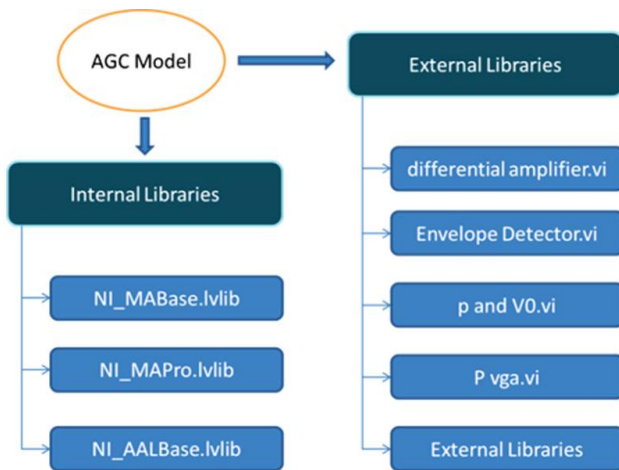 AGC Model
External Libraries
differential amplifier.vi
Envelope Detector.vi
p and V0.vi
P vga.vi
External Libraries
Internal Libraries
NI_MABase.lvlib
NI_MAPro.lvlib
NI_AALBase.lvlib